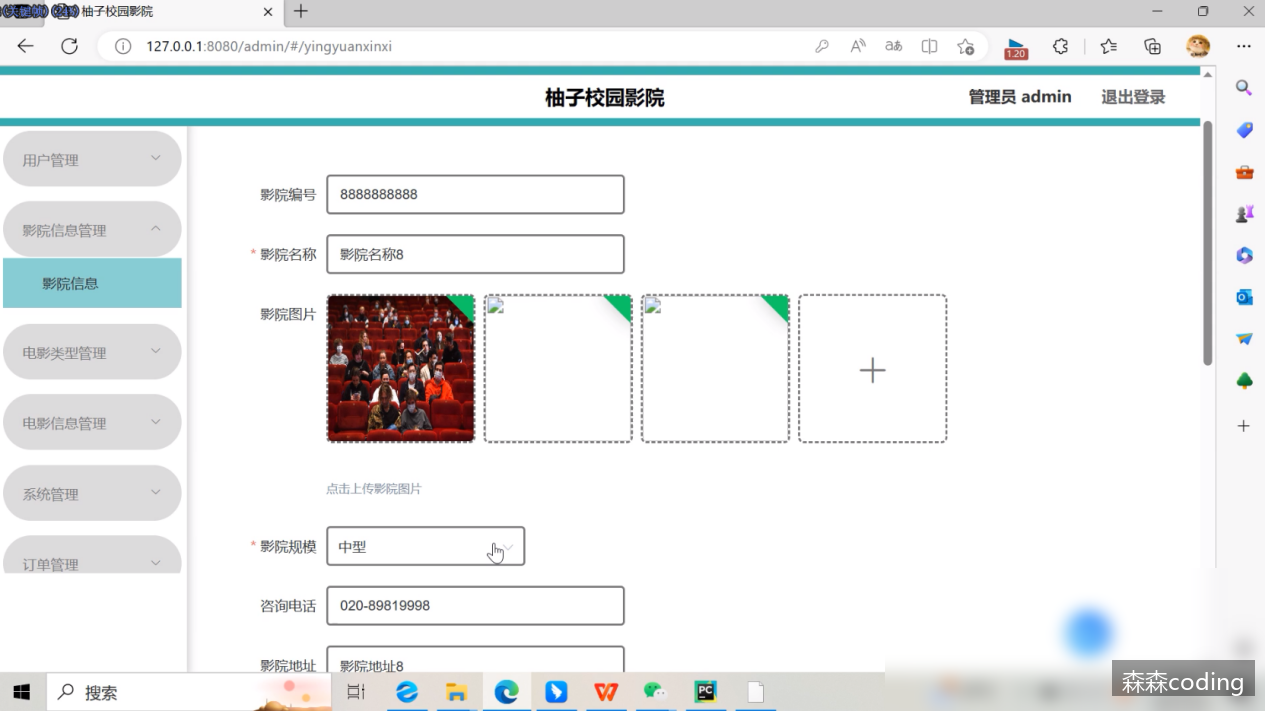 柚子校园影院
127.0.0.1:8080/admin/#/yingyuanxinxi
1.20
柚子校园影院
管理员 admin
退出登录
用户管理
影院信息管理
影院信息
电影类型管理
电影信息管理
系统管理
订单管理
影院编号
8888888888
* 影院名称
影院名称8
影院图片
点击上传影院图片
* 影院规模
中型
咨询电话
020-89819998
影院地址
影院地址8
搜索
森森coding